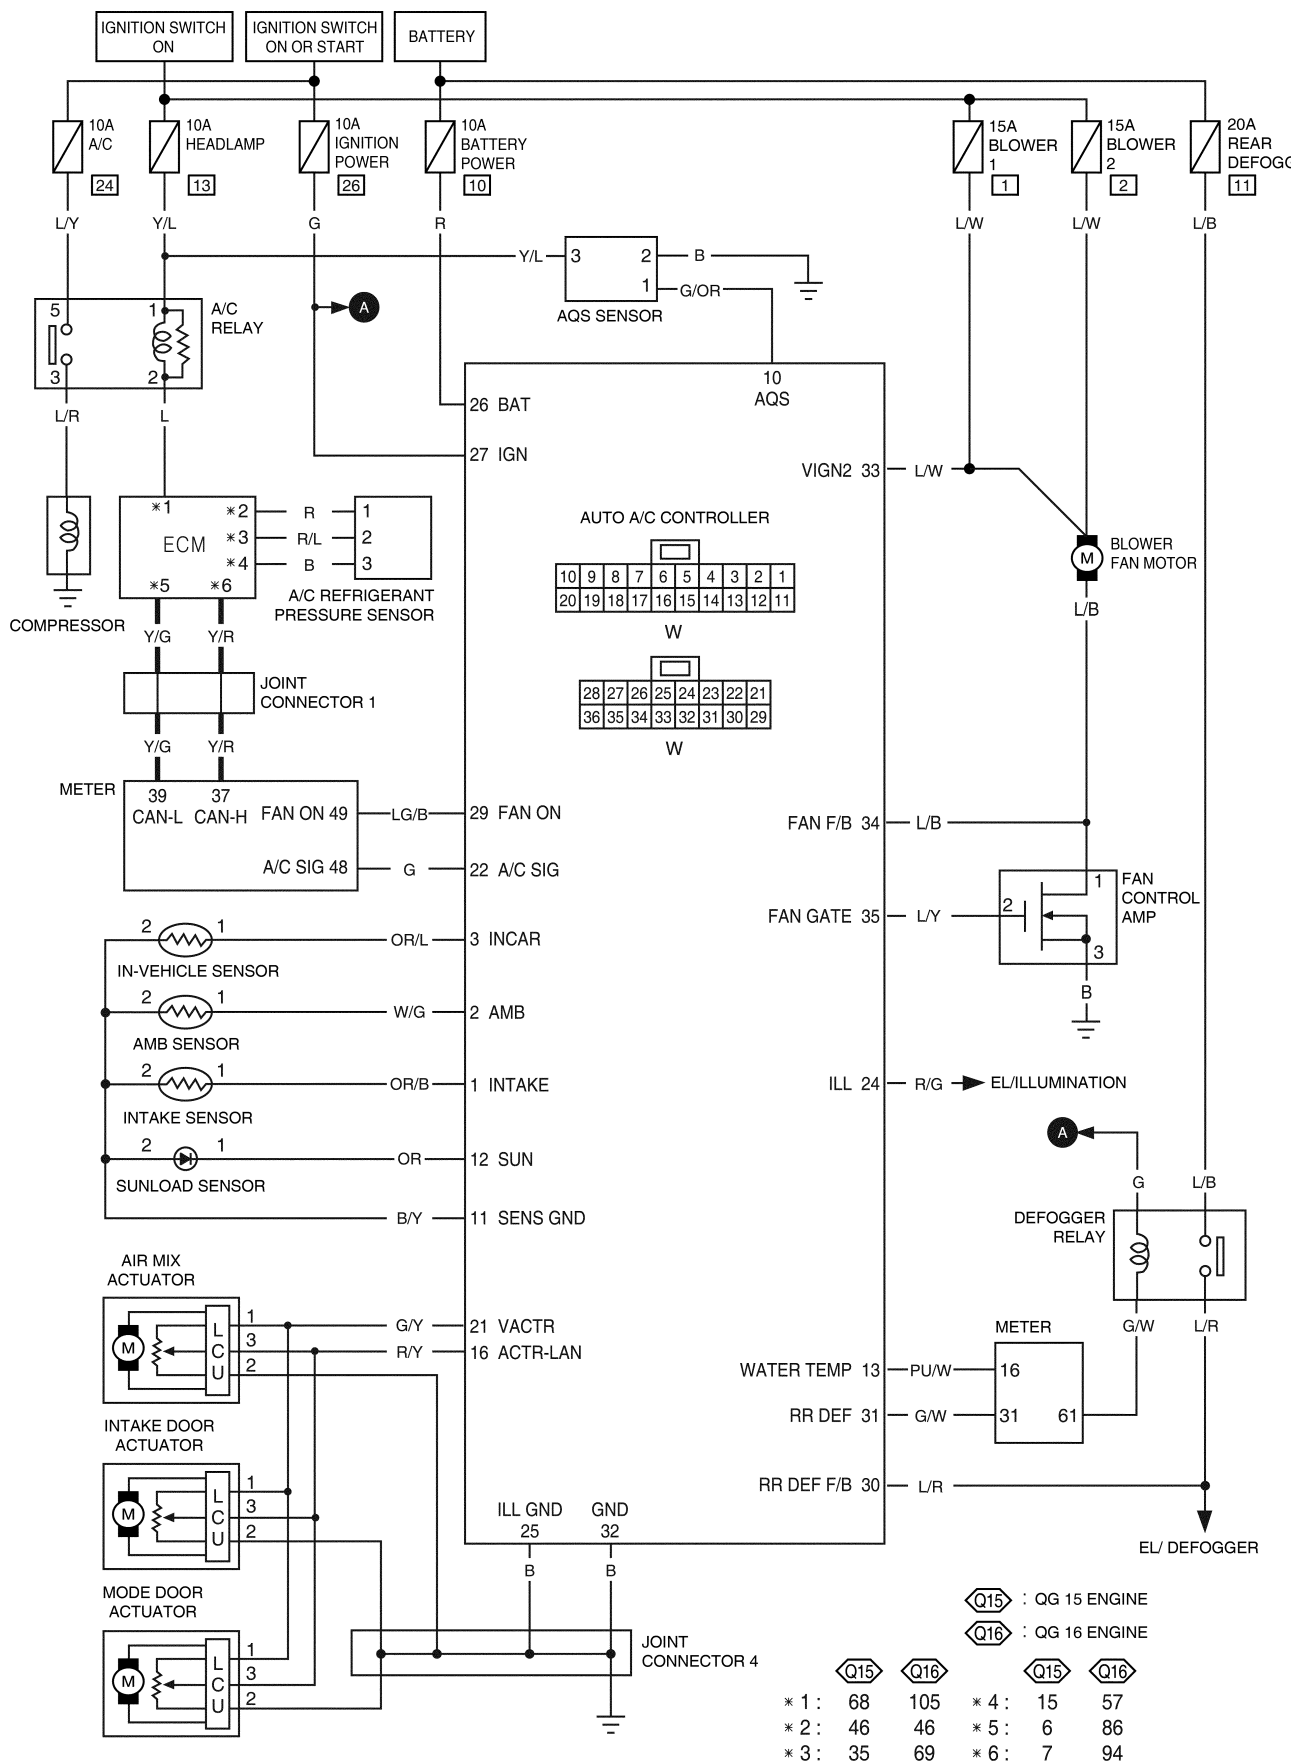 IGNITION SWITCH
ON
IGNITION SWITCH
ON OR START
BATTERY
10A
A/C
24
10A
HEADLAMP
13
10A
IGNITION
POWER
26
10A
BATTERY
POWER
10
15A
BLOWER
1
1
15A
BLOWER
2
2
20A
REAR
DEFOGG
11
L/Y
Y/L
G
R
L/W
L/W
L/B
Y/L
3
2
1
B
G/OR
AQS SENSOR
A
5
3
1
2
A/C
RELAY
L/R
L
10
AQS
26 BAT
27 IGN
VIGN2 33
L/W
COMPRESSOR
*1
*2
*3
*4
*5
*6
ECM
R
R/L
B
1
2
3
A/C REFRIGERANT
PRESSURE SENSOR
AUTO A/C CONTROLLER
10 9 8 7 6 5 4 3 2 1
20 19 18 17 16 15 14 13 12 11
W
28 27 26 25 24 23 22 21
36 35 34 33 32 31 30 29
W
M
BLOWER
FAN MOTOR
L/B
Y/G
Y/R
JOINT
CONNECTOR 1
Y/G
Y/R
METER
39
CAN-L
37
CAN-H
FAN ON 49
A/C SIG 48
LG/B
G
29 FAN ON
22 A/C SIG
FAN F/B 34
L/B
FAN GATE 35
L/Y
1
2
3
FAN
CONTROL
AMP
B
2
1
OR/L
3 INCAR
IN-VEHICLE SENSOR
2
1
W/G
2 AMB
AMB SENSOR
2
1
OR/B
1 INTAKE
INTAKE SENSOR
2
1
OR
12 SUN
SUNLOAD SENSOR
B/Y
11 SENS GND
ILL 24
R/G
EL/ILLUMINATION
A
G
L/B
DEFOGGER
RELAY
G/W
L/R
AIR MIX
ACTUATOR
M
L
C
U
1
3
2
G/Y
R/Y
21 VACTR
16 ACTR-LAN
METER
WATER TEMP 13
PU/W
16
RR DEF 31
G/W
31
61
RR DEF F/B 30
L/R
EL/ DEFOGGER
INTAKE DOOR
ACTUATOR
M
L
C
U
1
3
2
ILL GND
25
GND
32
B
B
MODE DOOR
ACTUATOR
M
L
C
U
1
3
2
JOINT
CONNECTOR 4
Q15 : QG 15 ENGINE
Q16 : QG 16 ENGINE
Q15 Q16 Q15 Q16
* 1 : 68 105 * 4 : 15 57
* 2 : 46 46 * 5 : 6 86
* 3 : 35 69 * 6 : 7 94